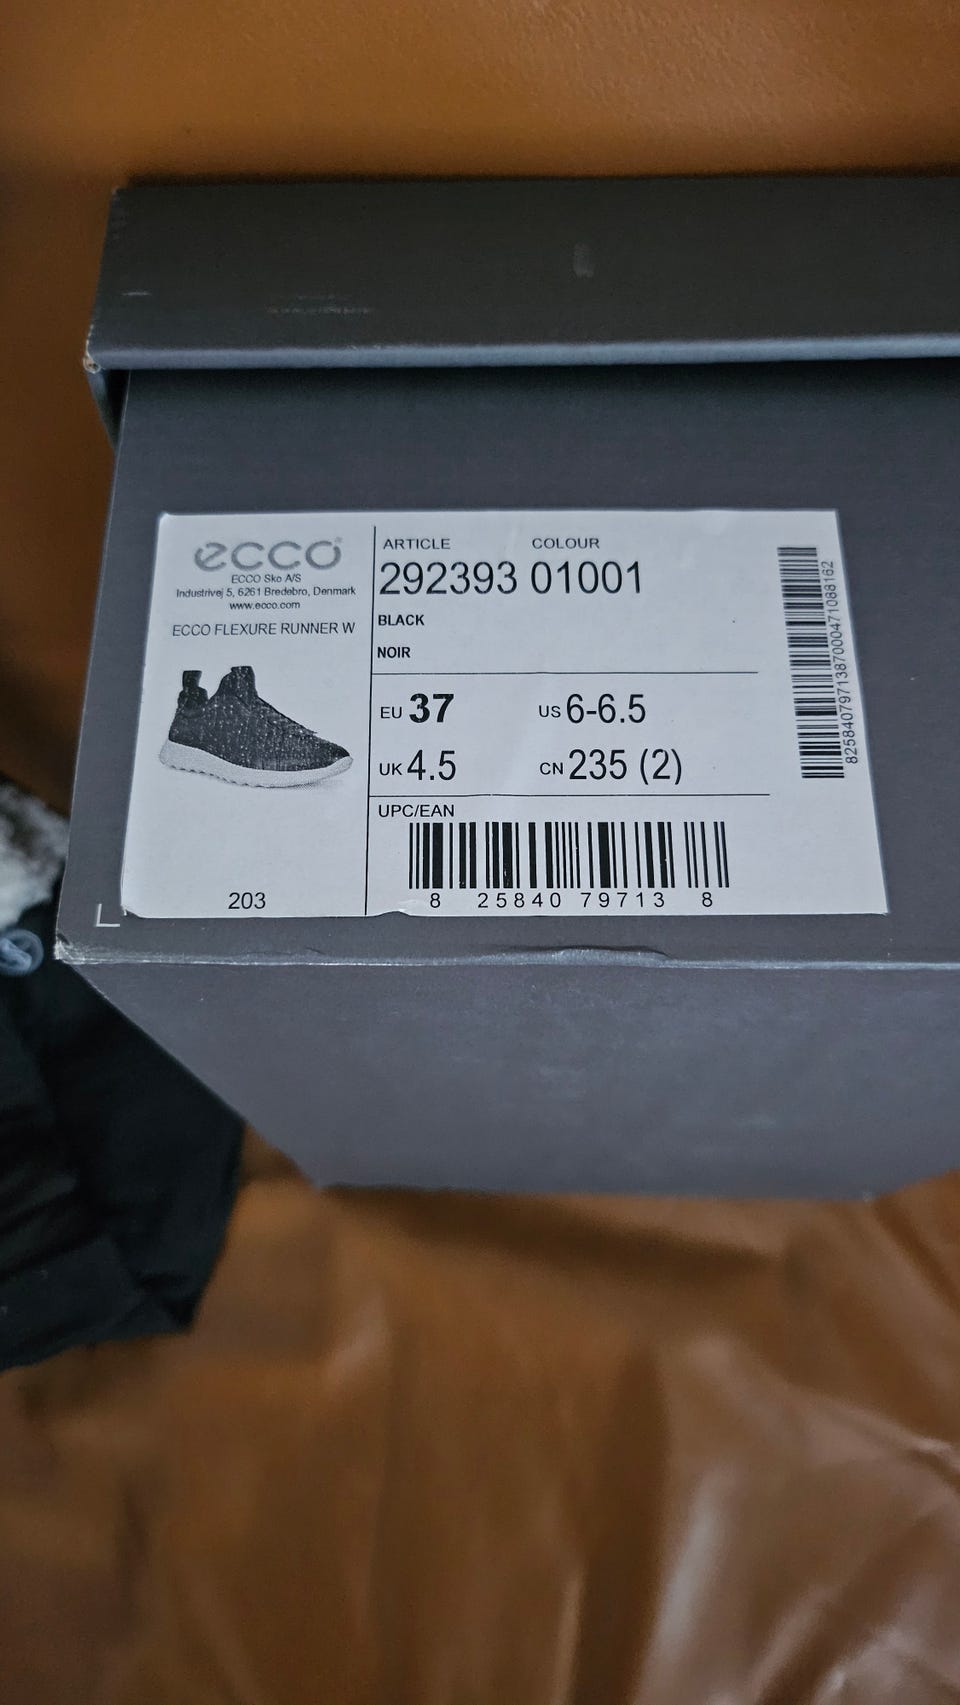 ecco
ECCO Sko A/S
Industrivej 5, 6261 Bredebro, Denmark
www.ecco.com
ECCO FLEXURE RUNNER W
203
ARTICLE COLOUR
292393 01001
BLACK
NOIR
EU 37 US 6-6.5
UK 4.5 CN 235 (2)
UPC/EAN
8 25840 79713 8
825840797138700047108​8162